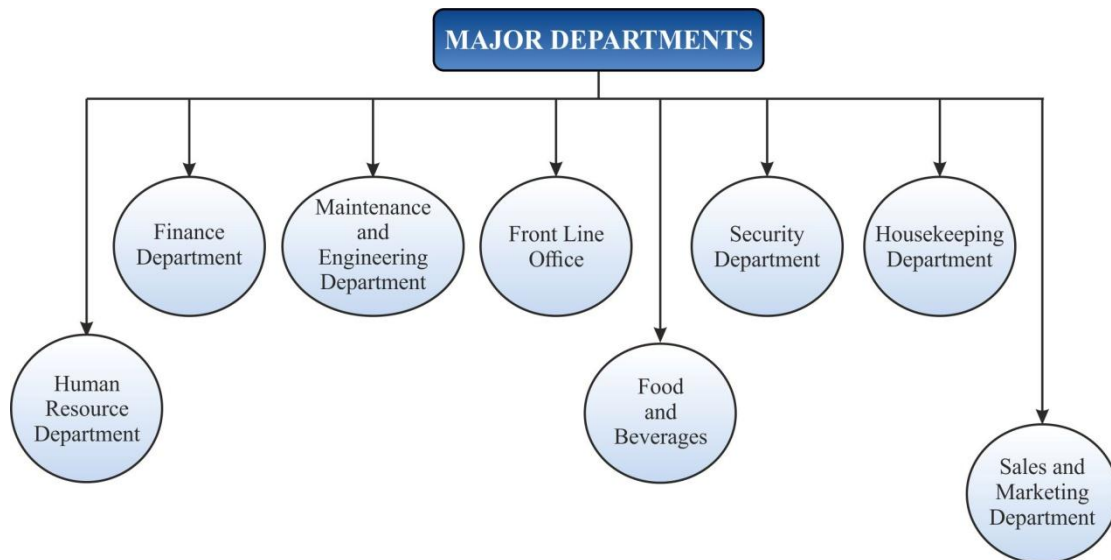 MAJOR DEPARTMENTS
Finance
Department
Maintenance
and
Engineering
Department
Front Line
Office
Security
Department
Housekeeping
Department
Human
Resource
Department
Food
and
Beverages
Sales and
Marketing
Department